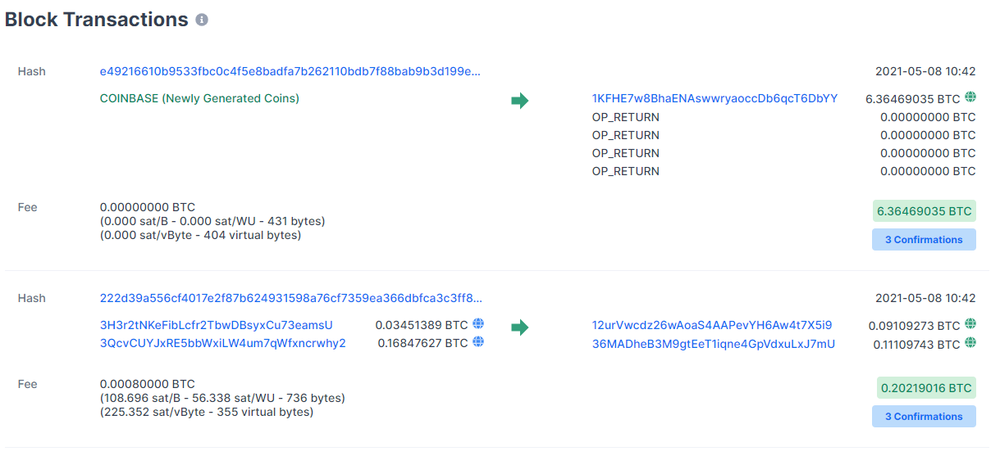 Block Transactions
Hash e49216610b9533fbc0c4f5e8badfa7b262110bdb7f88bab9b3d199e... 2021-05-08 10:42
COINBASE (Newly Generated Coins) 1KFHE7w8BhaENAswwryaoccDb6qcT6DbYY 6.36469035 BTC
OP_RETURN 0.00000000 BTC
OP_RETURN 0.00000000 BTC
OP_RETURN 0.00000000 BTC
OP_RETURN 0.00000000 BTC
Fee 0.00000000 BTC 6.36469035 BTC
(0.000 sat/B - 0.000 sat/WU - 431 bytes)
(0.000 sat/vByte - 404 virtual bytes) 3 Confirmations
Hash 222d39a556cf4017e2f87b624931598a76cf7359ea366dbfca3c3ff8... 2021-05-08 10:42
3H3r2tNKeFibLcfr2TbwDBsyxCu73eamsU 0.03451389 BTC 12urVwcdz26wAoaS4AAPevYH6Aw4t7X5i9 0.09109273 BTC
3QcvCUYJxRE5bbWxiLW4um7qWfxncrwhy2 0.16847627 BTC 36MADheB3M9gtEeT1iqne4GpVdxuLxJ7mU 0.11109743 BTC
Fee 0.00080000 BTC 0.20219016 BTC
(108.696 sat/B - 56.338 sat/WU - 736 bytes)
(225.352 sat/vByte - 355 virtual bytes) 3 Confirmations